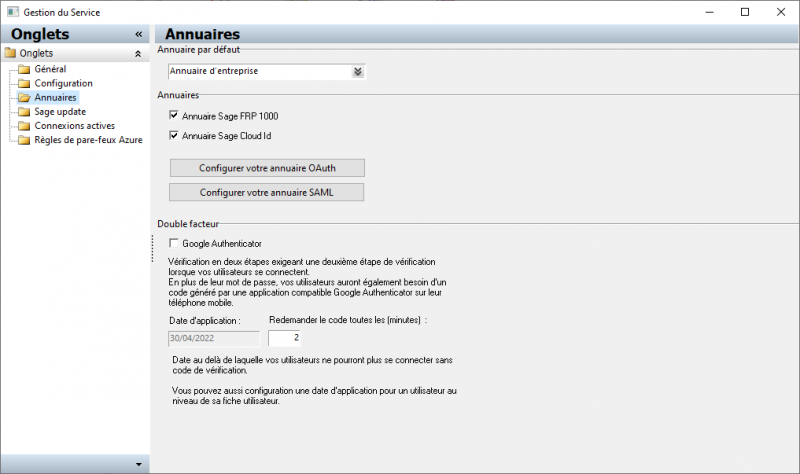 Gestion du Service
Onglets «
Onglets
Général
Configuration
Annuaires
Sage update
Connexions actives
Règles de pare-feux Azure
Annuaires
Annuaire par défaut
Annuaire d'entreprise
Annuaires
Annuaire Sage FRP 1000
Annuaire Sage Cloud Id
Configurer votre annuaire OAuth
Configurer votre annuaire SAML
Double facteur
Google Authenticator
Vérification en deux étapes exigeant une deuxième étape de vérification
lorsque vos utilisateurs se connectent.
En plus de leur mot de passe, vos utilisateurs auront également besoin d'un
code généré par une application compatible Google Authenticator sur leur
téléphone mobile.
Date d'application : Redemander le code toutes les (minutes) :
30/04/2022 2
Date au delà de laquelle vos utilisateurs ne pourront plus se connecter sans
code de vérification.
Vous pouvez aussi configuration une date d'application pour un utilisateur au
niveau de sa fiche utilisateur.